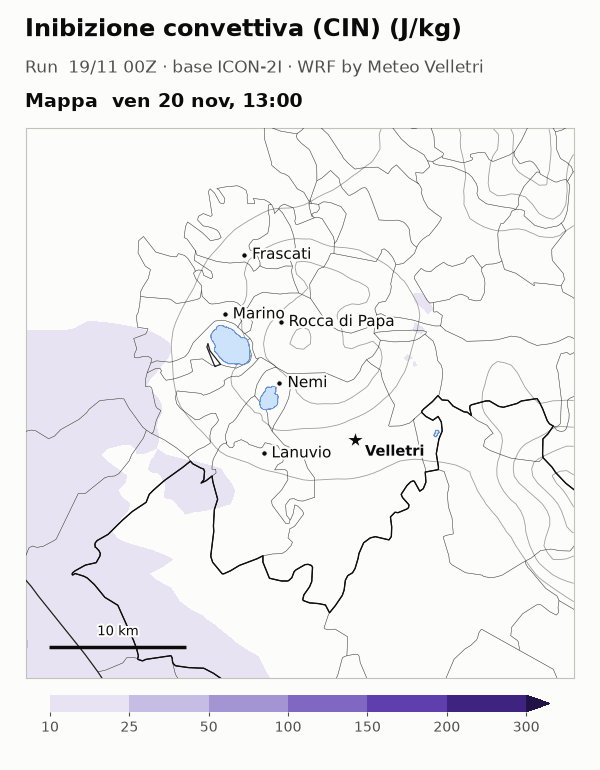 Inibizione convettiva (CIN) (J/kg)
Run  19/11 00Z · base ICON-2I · WRF by Meteo Velletri
Mappa  ven 20 nov, 13:00
Frascati
Marino
Rocca di Papa
Nemi
Lanuvio
Velletri
10 km
10 25 50 100 150 200 300